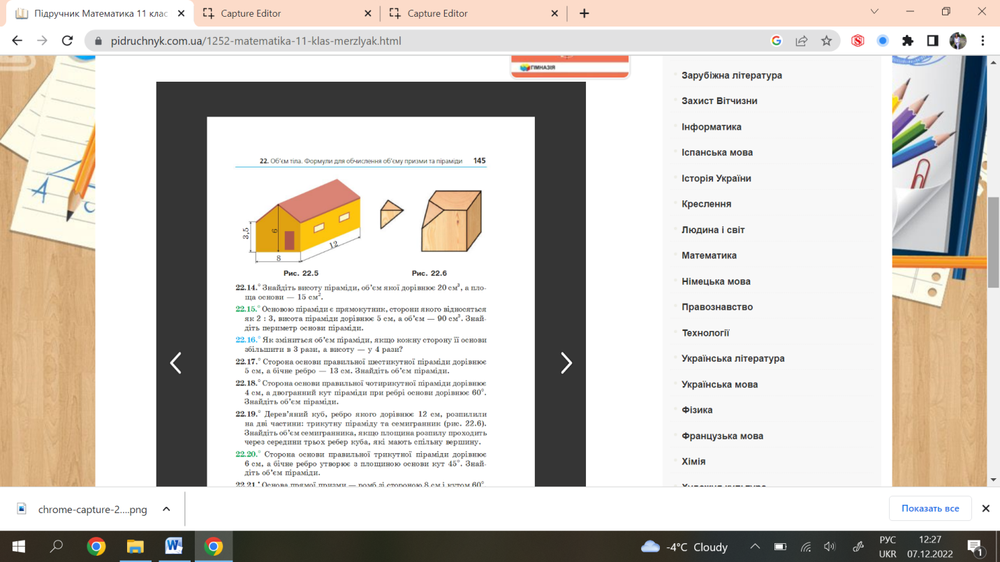 Підручник Математика 11 клас
Capture Editor
Capture Editor
pidruchnyk.com.ua/1252-matematika-11-klas-merzlyak.html
ГІМНАЗІЯ
22. Об'єм тіла. Формули для обчислення об'єму призми та піраміди 145
3,5
6
8
12
Рис. 22.5
Рис. 22.6
22.14.° Знайдіть висоту піраміди, об'єм якої дорівнює 20 см³, а пло-
ща основи — 15 см².
22.15.° Основою піраміди є прямокутник, сторони якого відносяться
як 2 : 3, висота піраміди дорівнює 5 см, а об'єм — 90 см³. Знай-
діть периметр основи піраміди.
22.16.° Як зміниться об'єм піраміди, якщо кожну сторону її основи
збільшити в 3 рази, а висоту — у 4 рази?
22.17.° Сторона основи правильної шестикутної піраміди дорівнює
5 см, а бічне ребро — 13 см. Знайдіть об'єм піраміди.
22.18.° Сторона основи правильної чотирикутної піраміди дорівнює
4 см, а двогранний кут піраміди при ребрі основи дорівнює 60°.
Знайдіть об'єм піраміди.
22.19.° Дерев'яний куб, ребро якого дорівнює 12 см, розпилили
на дві частини: трикутну піраміду та семигранник (рис. 22.6).
Знайдіть об'єм семигранника, якщо площина розпилу проходить
через середини трьох ребер куба, які мають спільну вершину.
22.20.° Сторона основи правильної трикутної піраміди дорівнює
6 см, а бічне ребро утворює з площиною основи кут 45°. Знай-
діть об'єм піраміди.
22.21.• Основа прямої призми — ромб зі стороною 8 см і кутом 60°.
Зарубіжна література
Захист Вітчизни
Інформатика
Іспанська мова
Історія України
Креслення
Людина і світ
Математика
Німецька мова
Правознавство
Технології
Українська література
Українська мова
Фізика
Французька мова
Хімія
Художня культура
chrome-capture-2....png
Показать все
-4°C Cloudy
РУС
UKR
12:27
07.12.2022
1